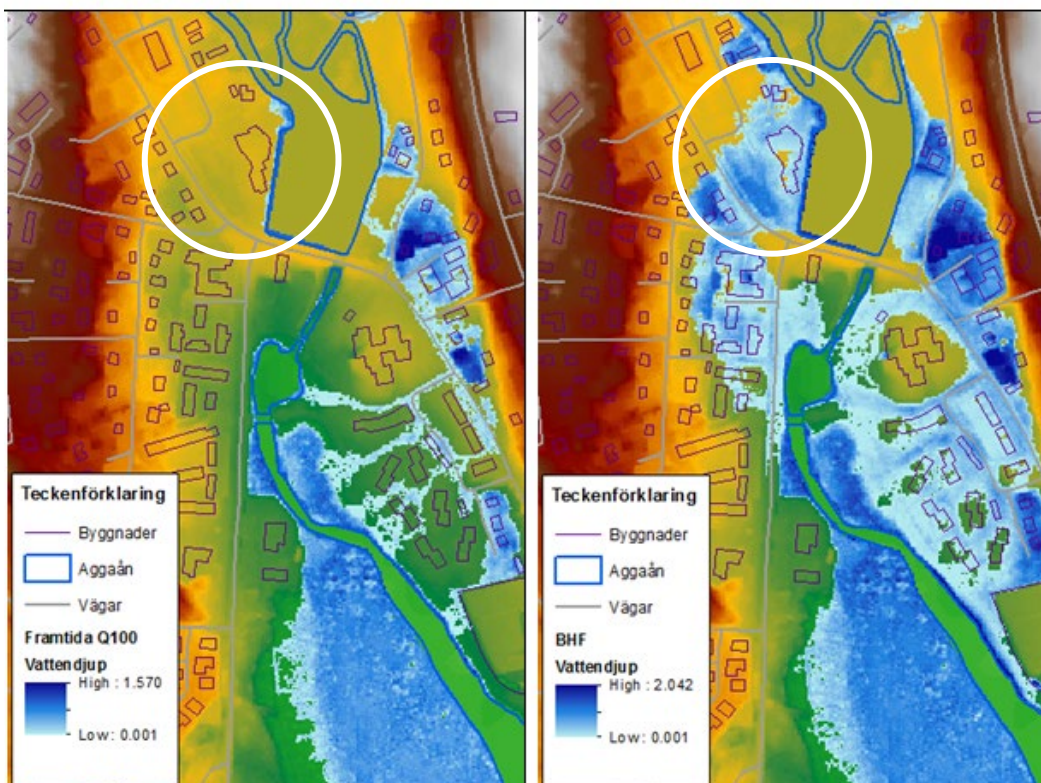 Teckenförklaring
Byggnader
Aggaån
Vägar
Framtida Q100
Vattendjup
High : 1.570
Low : 0.001
Teckenförklaring
Byggnader
Aggaån
Vägar
BHF
Vattendjup
High : 2.042
Low : 0.001